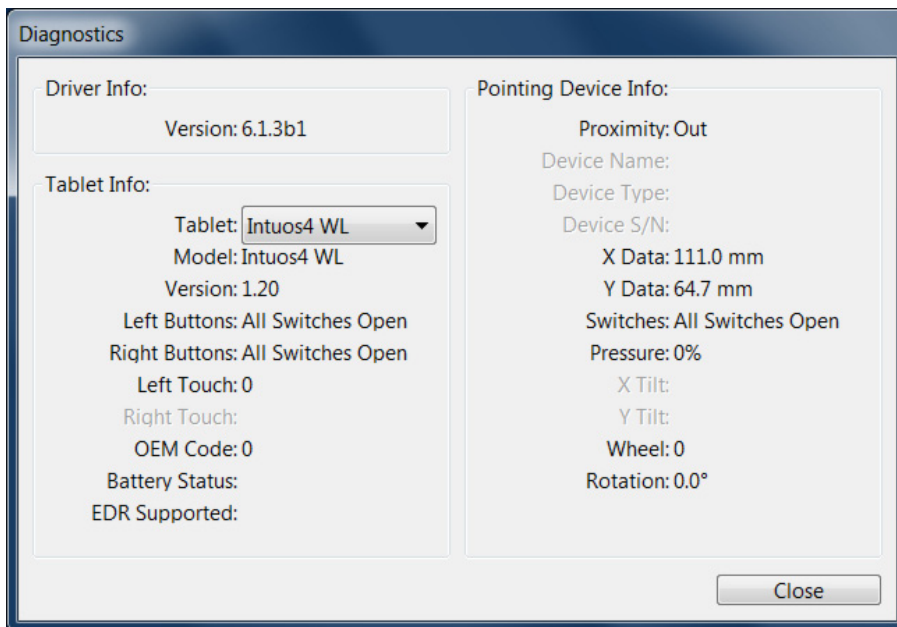 Diagnostics
Driver Info:
Version: 6.1.3b1
Tablet Info:
Tablet: Intuos4 WL
Model: Intuos4 WL
Version: 1.20
Left Buttons: All Switches Open
Right Buttons: All Switches Open
Left Touch: 0
Right Touch:
OEM Code: 0
Battery Status:
EDR Supported:
Pointing Device Info:
Proximity: Out
Device Name:
Device Type:
Device S/N:
X Data: 111.0 mm
Y Data: 64.7 mm
Switches: All Switches Open
Pressure: 0%
X Tilt:
Y Tilt:
Wheel: 0
Rotation: 0.0°
Close